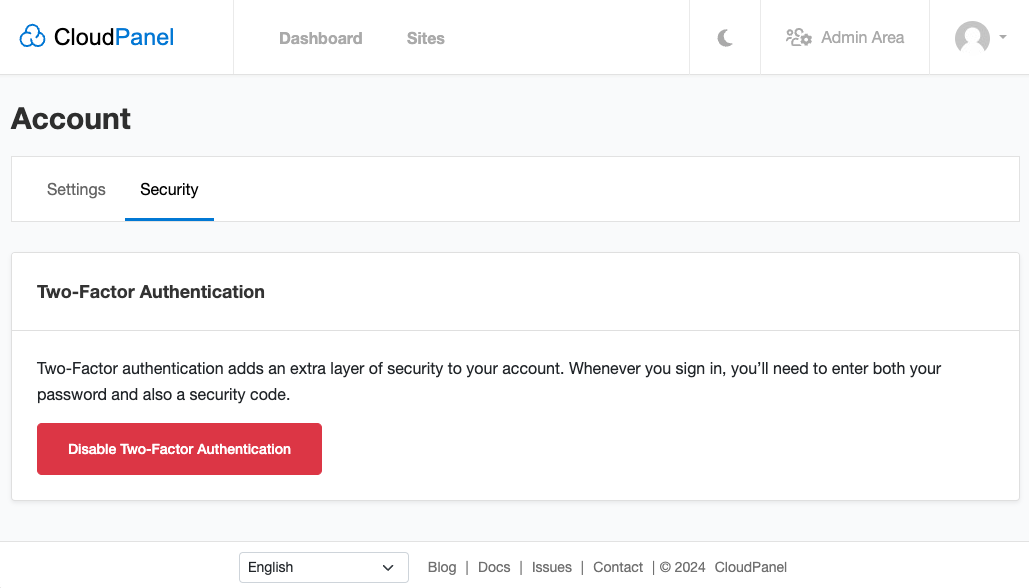 CloudPanel
Dashboard
Sites
Admin Area
Account
Settings
Security
Two-Factor Authentication
Two-Factor authentication adds an extra layer of security to your account. Whenever you sign in, you’ll need to enter both your
password and also a security code.
Disable Two-Factor Authentication
English
Blog | Docs | Issues | Contact | © 2024 CloudPanel